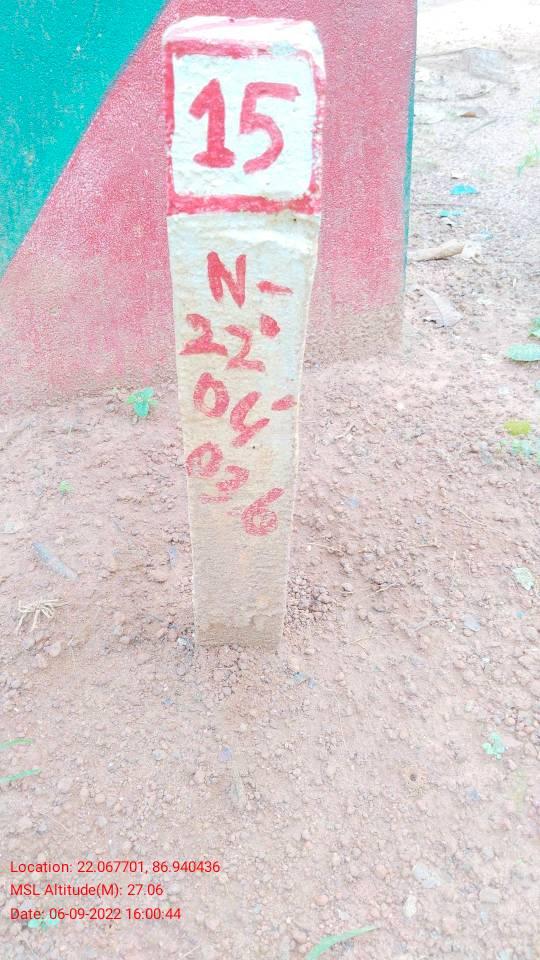 15
N-
22°
04'
03.6
Location: 22.067701, 86.940436
MSL Altitude(M): 27.06
Date: 06-09-2022 16:00:44